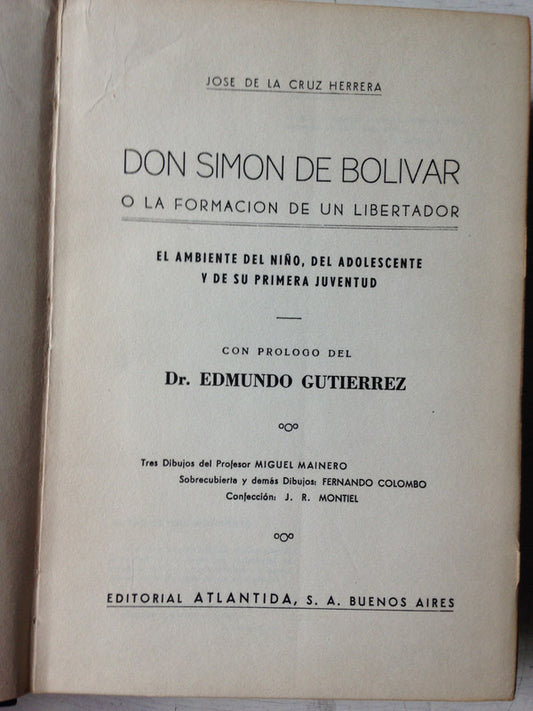 JOSE DE LA CRUZ HERRERA
DON SIMON DE BOLIVAR
O LA FORMACION DE UN LIBERTADOR
EL AMBIENTE DEL NIÑO, DEL ADOLESCENTE
Y DE SU PRIMERA JUVENTUD
CON PROLOGO DEL
Dr. EDMUNDO GUTIERREZ
Tres Dibujos del Profesor MIGUEL MAINERO
Sobrecubierta y demás Dibujos: FERNANDO COLOMBO
Confección: J. R. MONTIEL
EDITORIAL ATLANTIDA, S. A. BUENOS AIRES